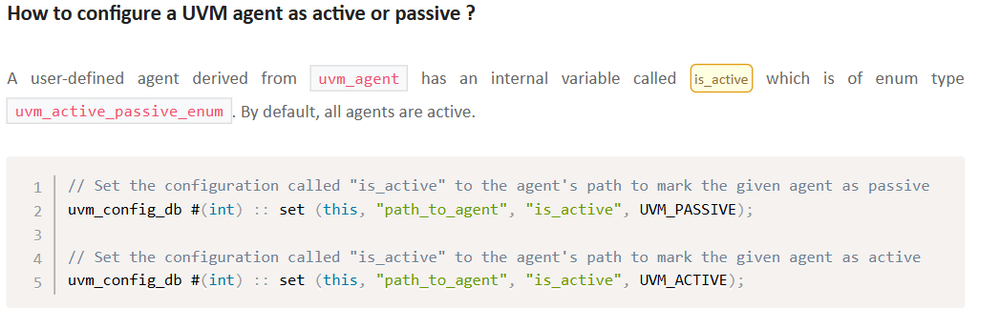 How to configure a UVM agent as active or passive ?
A user-defined agent derived from uvm_agent has an internal variable called is_active which is of enum type
uvm_active_passive_enum . By default, all agents are active.
1 // Set the configuration called "is_active" to the agent's path to mark the given agent as passive
2 uvm_config_db #(int) :: set (this, "path_to_agent", "is_active", UVM_PASSIVE);
3
4 // Set the configuration called "is_active" to the agent's path to mark the given agent as active
5 uvm_config_db #(int) :: set (this, "path_to_agent", "is_active", UVM_ACTIVE);